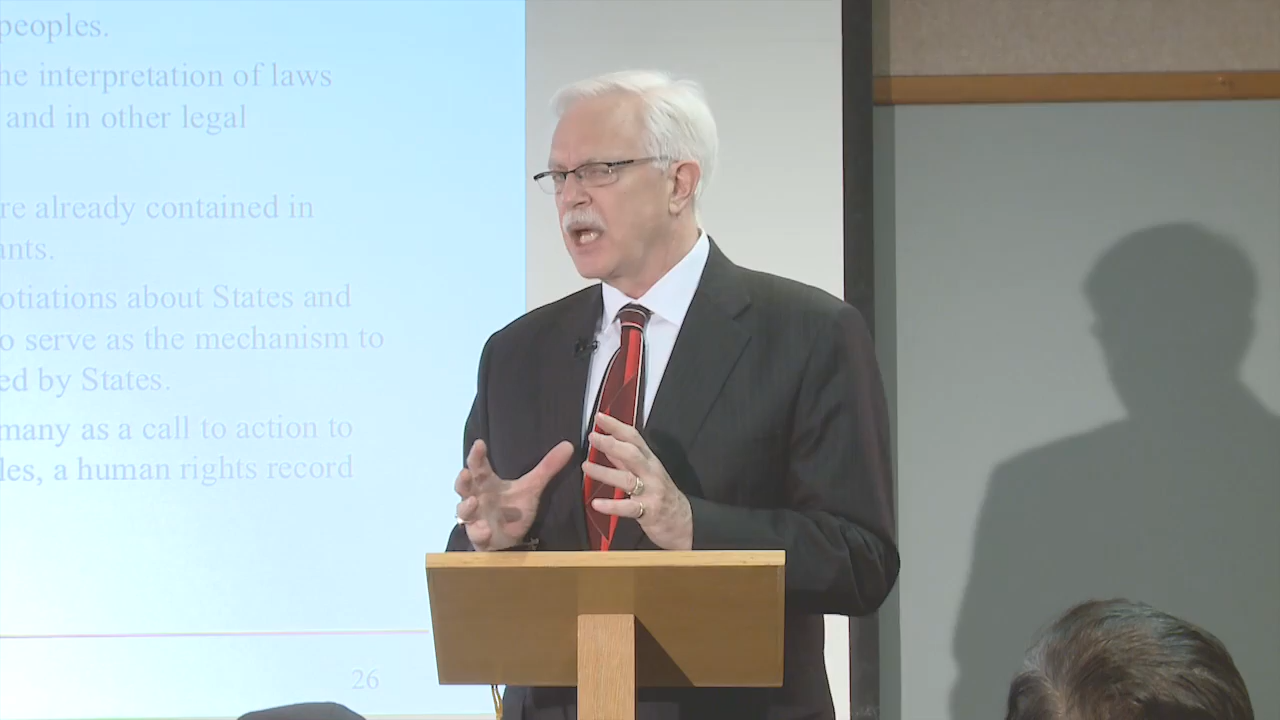 peoples.
he interpretation of laws
and in other legal
re already contained in
ants.
otiations about States and
o serve as the mechanism to
ed by States.
many as a call to action to
les, a human rights record
26